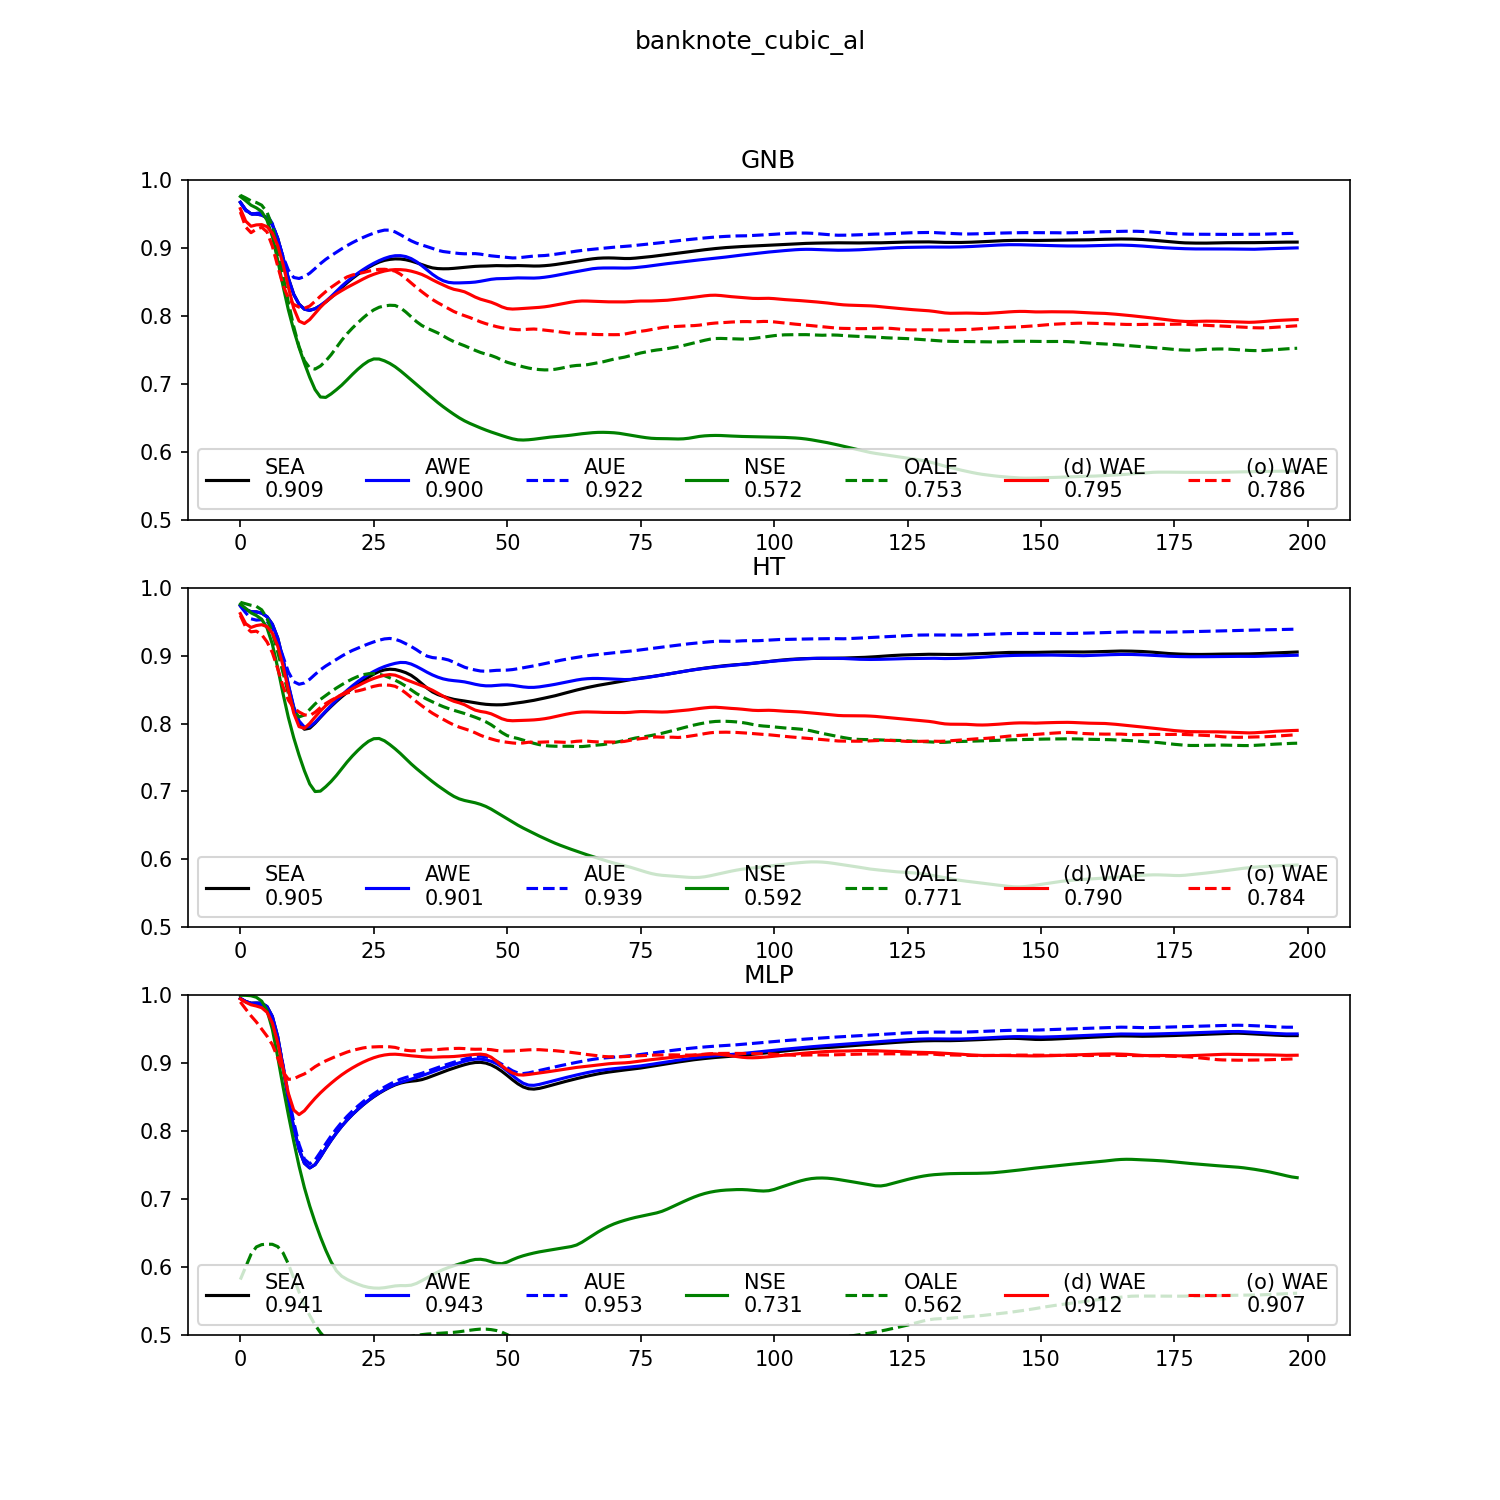 banknote_cubic_al
GNB
1.0
0.9
0.8
0.7
0.6
0.5
SEA AWE AUE NSE OALE (d) WAE (o) WAE
0.909 0.900 0.922 0.572 0.753 0.795 0.786
0 25 50 75 100 125 150 175 200
HT
1.0
0.9
0.8
0.7
0.6
0.5
SEA AWE AUE NSE OALE (d) WAE (o) WAE
0.905 0.901 0.939 0.592 0.771 0.790 0.784
0 25 50 75 100 125 150 175 200
MLP
1.0
0.9
0.8
0.7
0.6
0.5
SEA AWE AUE NSE OALE (d) WAE (o) WAE
0.941 0.943 0.953 0.731 0.562 0.912 0.907
0 25 50 75 100 125 150 175 200